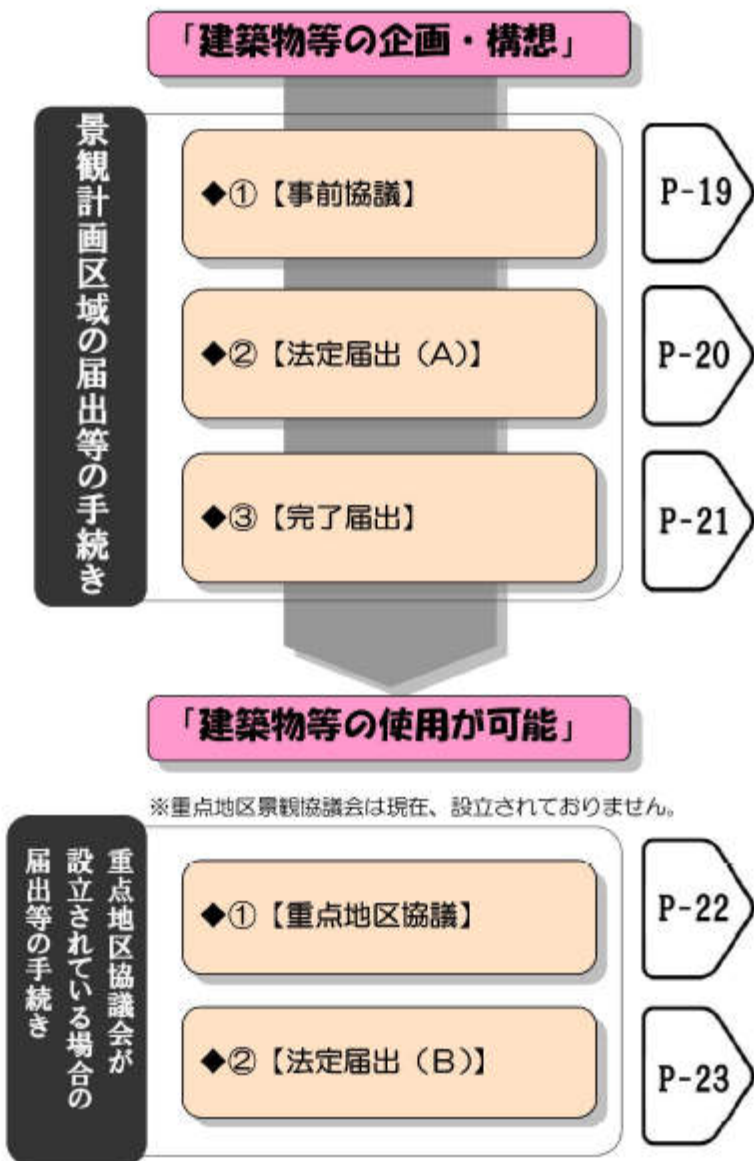 「建築物等の企画・構想」
景観計画区域の届出等の手続き
◆①【事前協議】
P-19
◆②【法定届出（A）】
P-20
◆③【完了届出】
P-21
「建築物等の使用が可能」
※重点地区景観協議会は現在、設立されておりません。
重点地区協議会が
設立されている場合の
届出等の手続き
◆①【重点地区協議】
P-22
◆②【法定届出（B）】
P-23